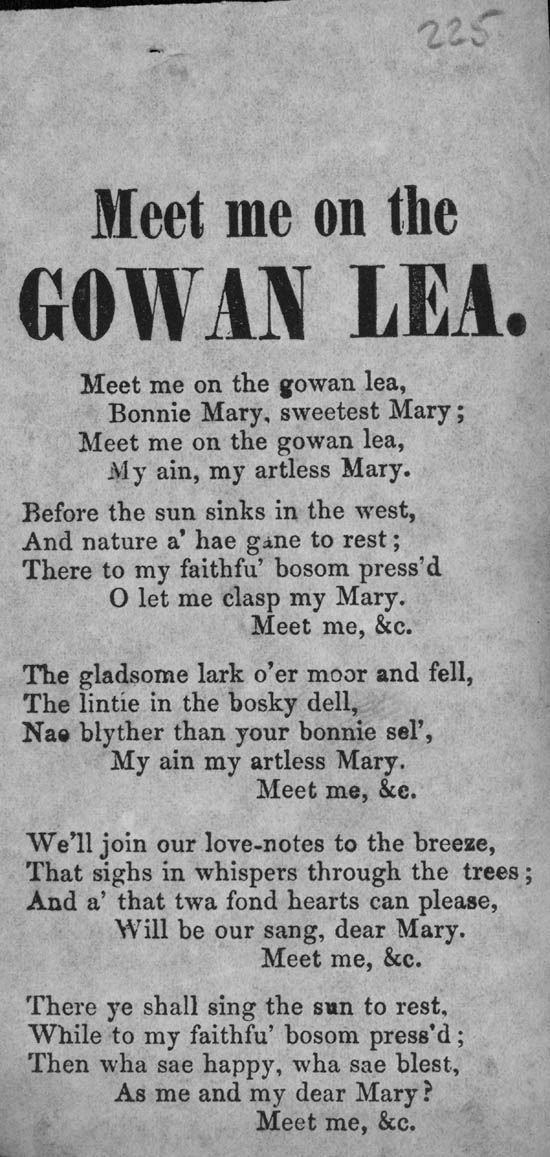 225
Meet me on the
GOWAN LEA.
Meet me on the gowan lea,
Bonnie Mary, sweetest Mary;
Meet me on the gowan lea,
My ain, my artless Mary.
Before the sun sinks in the west,
And nature a' hae gane to rest;
There to my faithfu' bosom press'd
O let me clasp my Mary.
Meet me, &c.
The gladsome lark o'er moor and fell,
The lintie in the bosky dell,
Nae blyther than your bonnie sel',
My ain my artless Mary.
Meet me, &c.
We'll join our love-notes to the breeze,
That sighs in whispers through the trees;
And a' that twa fond hearts can please,
Will be our sang, dear Mary.
Meet me, &c.
There ye shall sing the sun to rest,
While to my faithfu' bosom press'd;
Then wha sae happy, wha sae blest,
As me and my dear Mary?
Meet me, &c.